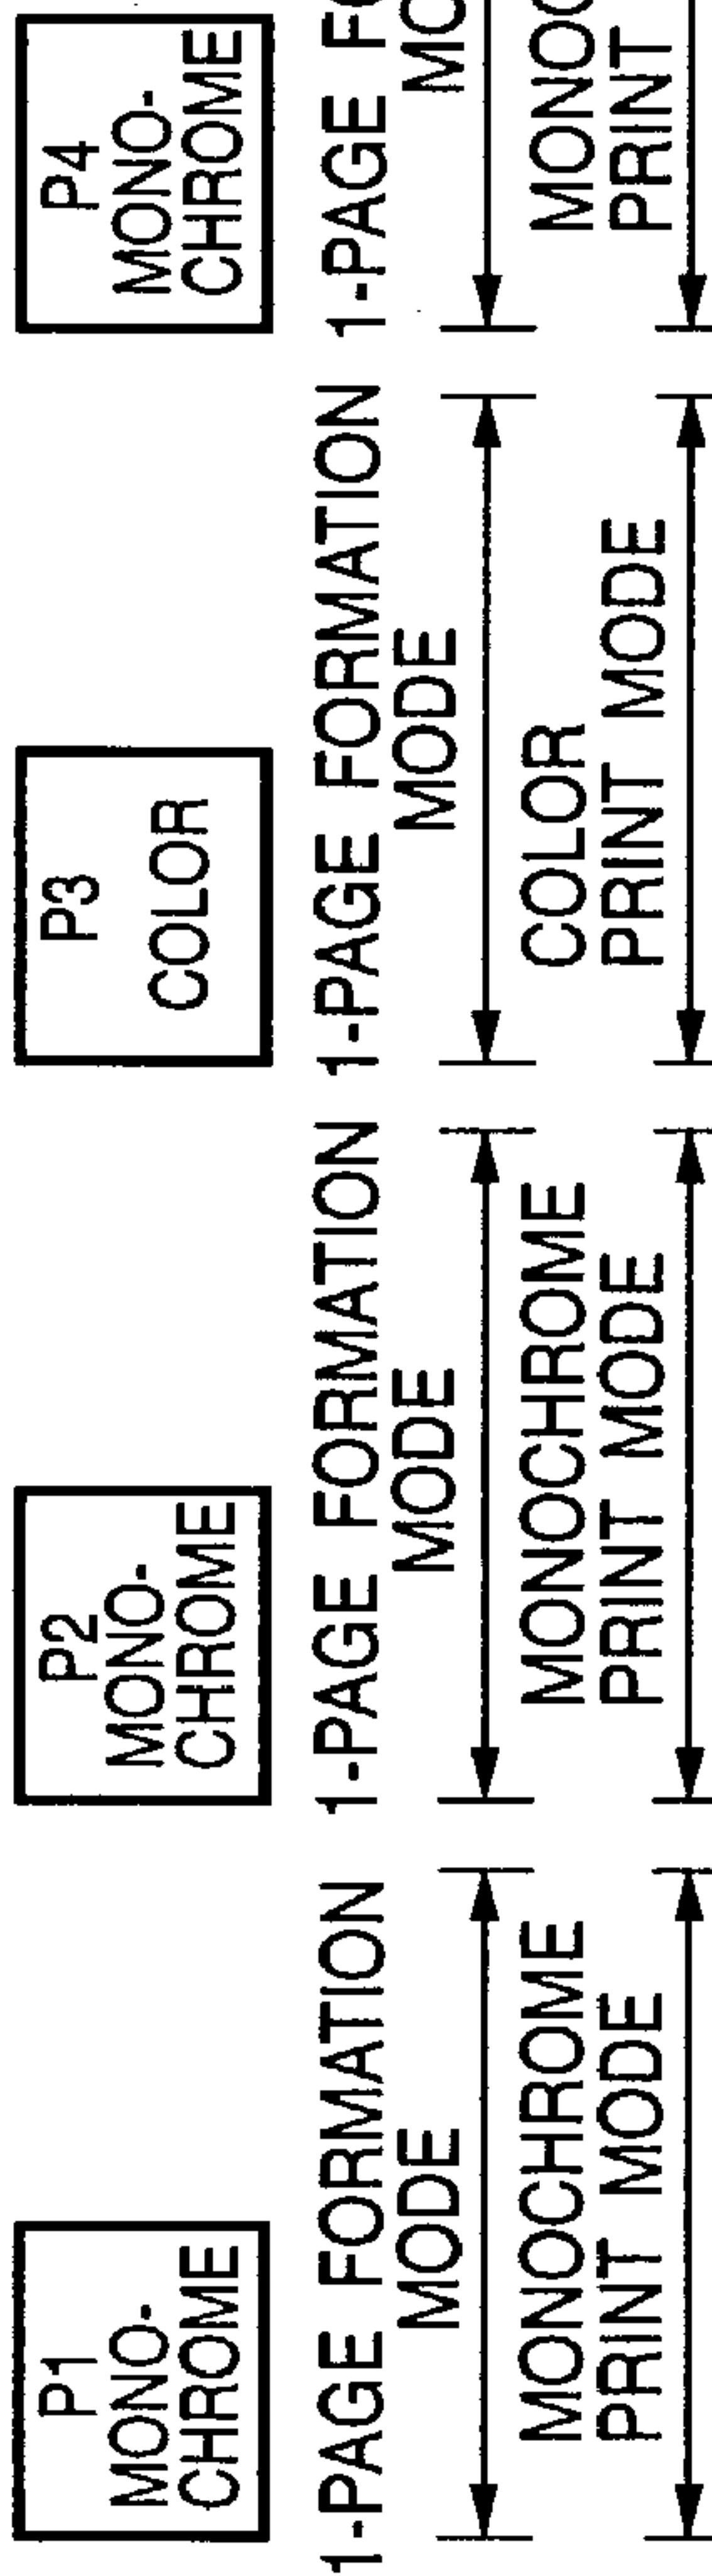 P1
MONO-
CHROME
1-PAGE FORMATION
MODE
MONOCHROME
PRINT MODE
P2
MONO-
CHROME
1-PAGE FORMATION
MODE
MONOCHROME
PRINT MODE
P3
COLOR
1-PAGE FORMATION
MODE
COLOR
PRINT MODE
P4
MONO-
CHROME
1-PAGE
PRINT